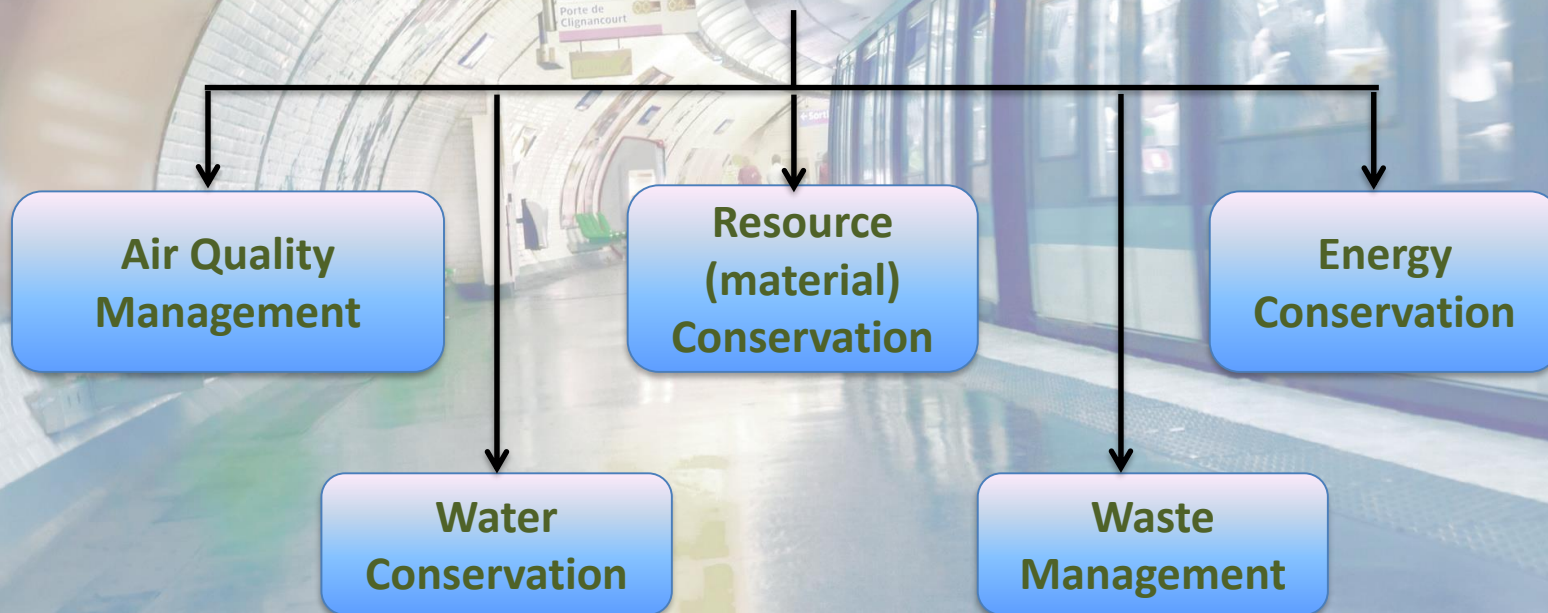 Porte de
Clignancourt
Air Quality
Management
Resource
(material)
Conservation
Energy
Conservation
Water
Conservation
Waste
Management